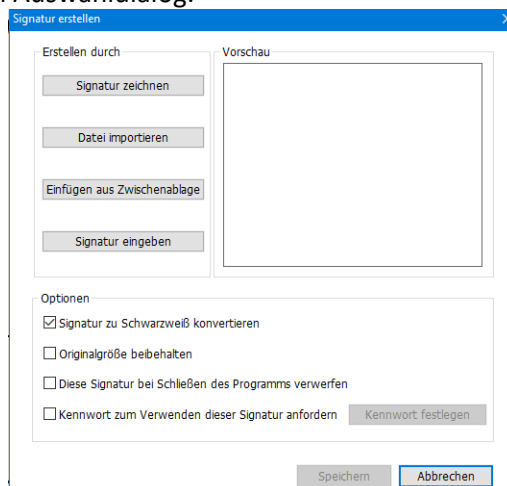 Auswahldialog:
Signatur erstellen
Erstellen durch
Vorschau
Signatur zeichnen
Datei importieren
Einfügen aus Zwischenablage
Signatur eingeben
Optionen
Signatur zu Schwarzweiß konvertieren
Originalgröße beibehalten
Diese Signatur bei Schließen des Programms verwerfen
Kennwort zum Verwenden dieser Signatur anfordern Kennwort festlegen
Speichern Abbrechen